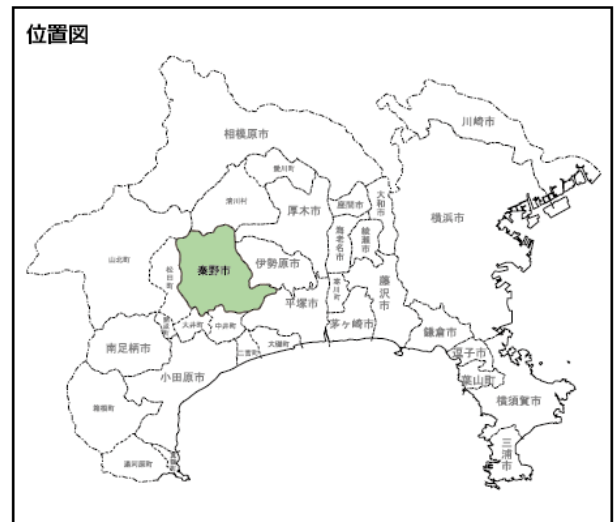 位置図
川崎市
相模原市
愛川町
清川村
厚木市
座間市
大和市
横浜市
海老名市
綾瀬市
山北町
松田町
秦野市
伊勢原市
寒川町
藤沢市
平塚市
茅ヶ崎市
鎌倉市
開成町
大井町
中井町
大磯町
二宮町
南足柄市
小田原市
逗子市
葉山町
横須賀市
箱根町
三浦市
湯河原町
真鶴町